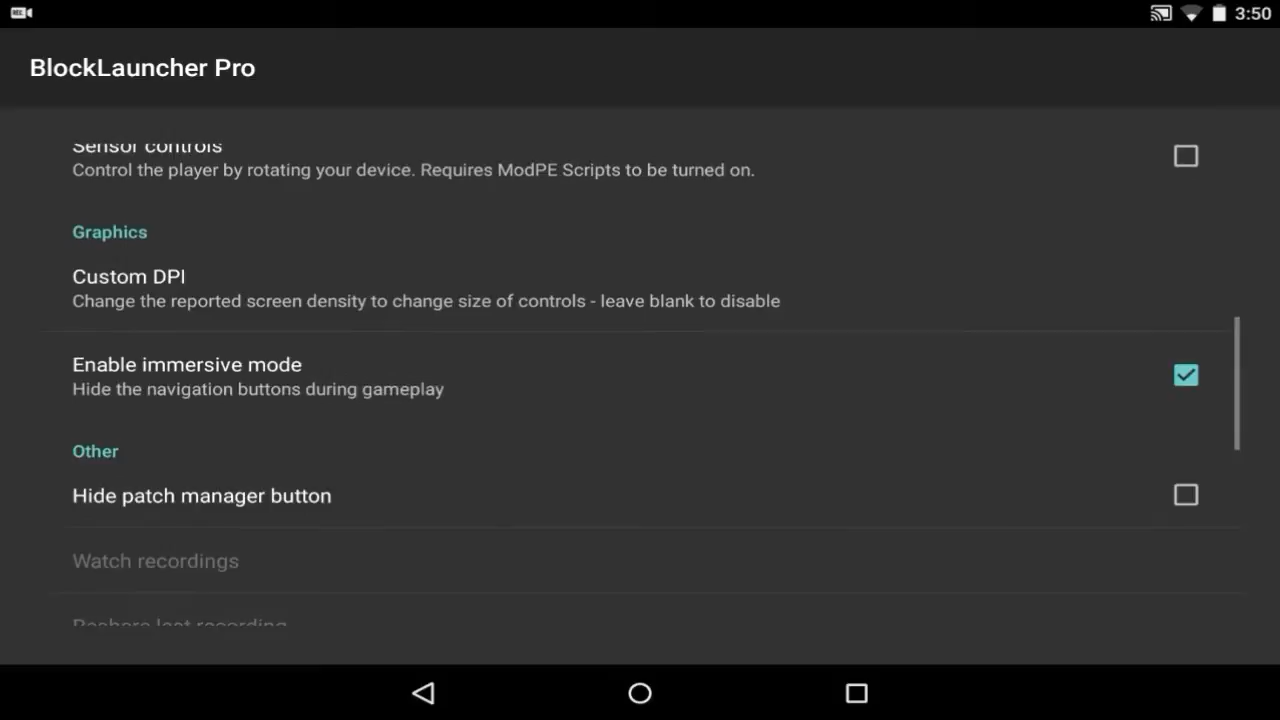 3:50
BlockLauncher Pro
Sensor controls
Control the player by rotating your device. Requires ModPE Scripts to be turned on.
Graphics
Custom DPI
Change the reported screen density to change size of controls - leave blank to disable
Enable immersive mode
Hide the navigation buttons during gameplay
Other
Hide patch manager button
Watch recordings